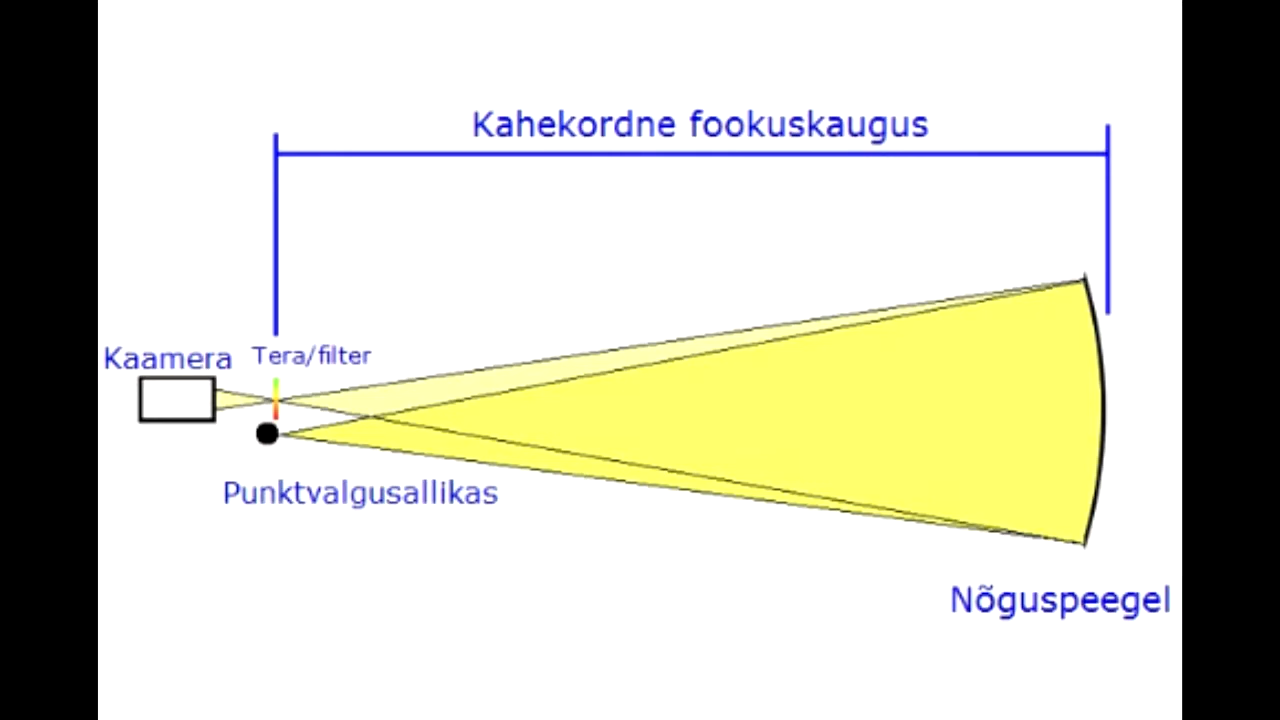 Kahekordne fookuskaugus
Kaamera
Tera/filter
Punktvalgusallikas
Nõguspeegel